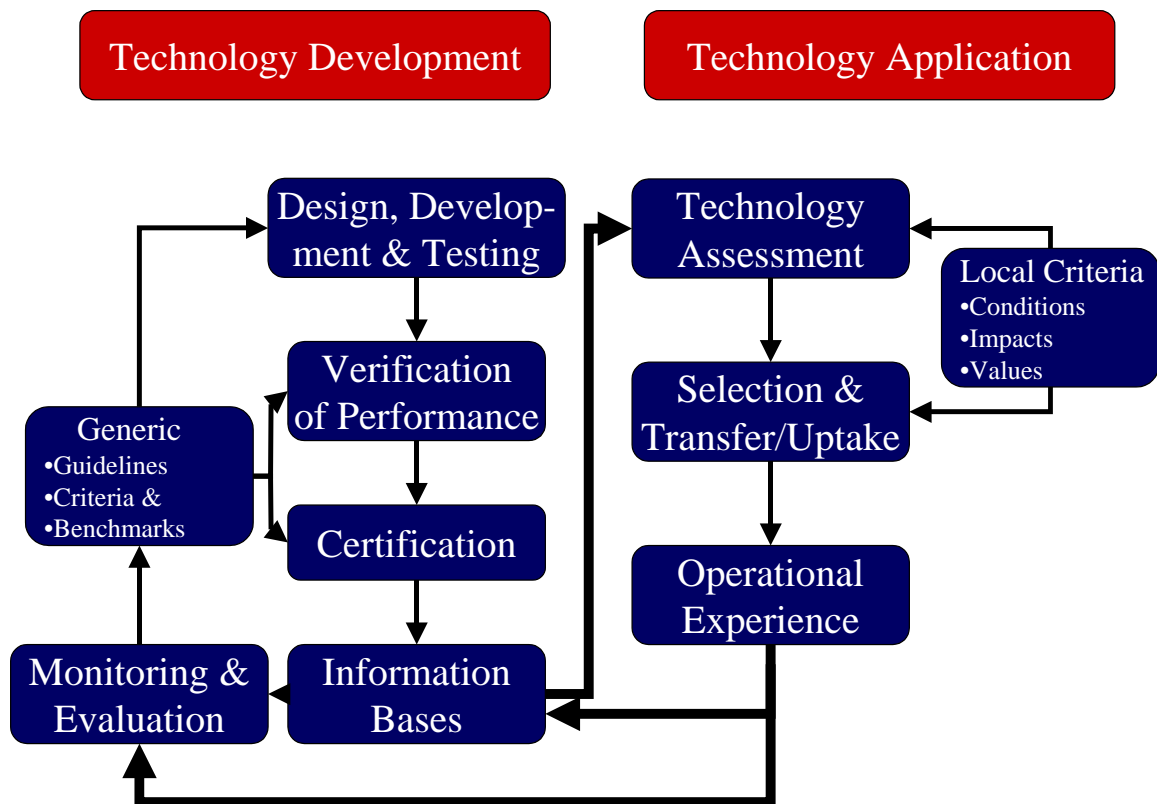 Technology Development
Technology Application
Design, Develop-
ment & Testing
Verification
of Performance
Generic
•Guidelines
•Criteria &
•Benchmarks
Certification
Monitoring &
Evaluation
Information
Bases
Technology
Assessment
Local Criteria
•Conditions
•Impacts
•Values
Selection &
Transfer/Uptake
Operational
Experience